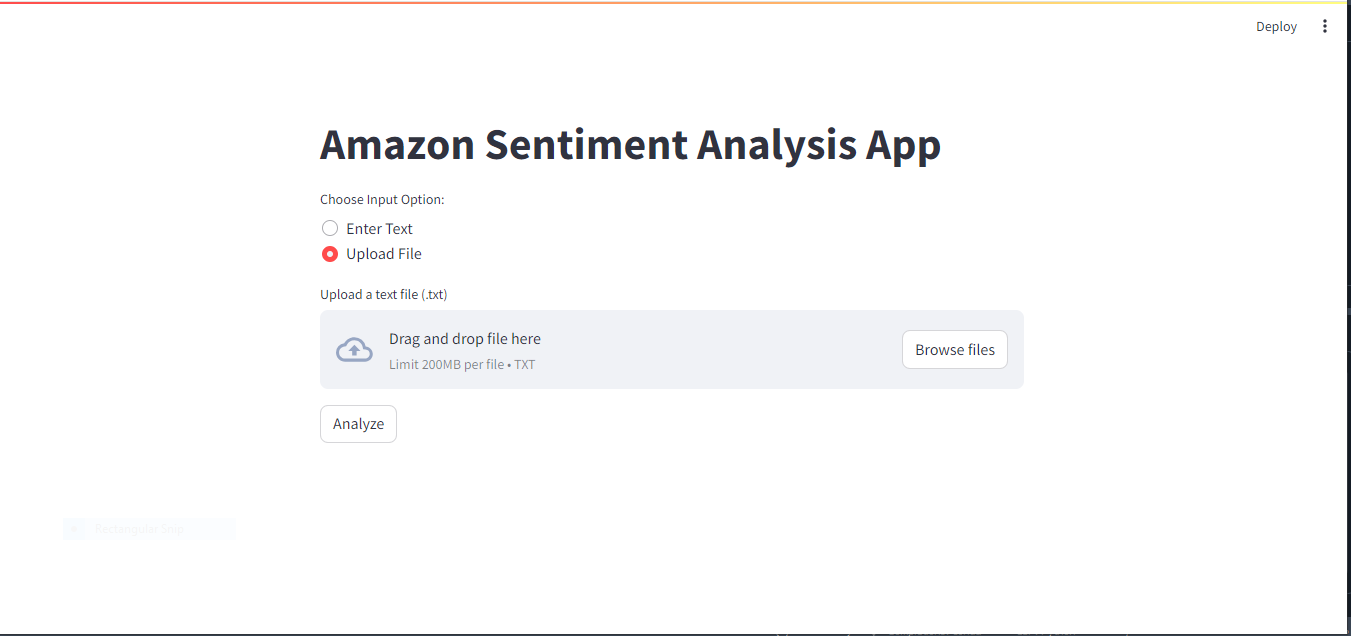 Deploy
Amazon Sentiment Analysis App
Choose Input Option:
Enter Text
Upload File
Upload a text file (.txt)
Drag and drop file here
Limit 200MB per file • TXT
Browse files
Analyze
Rectangular Snip